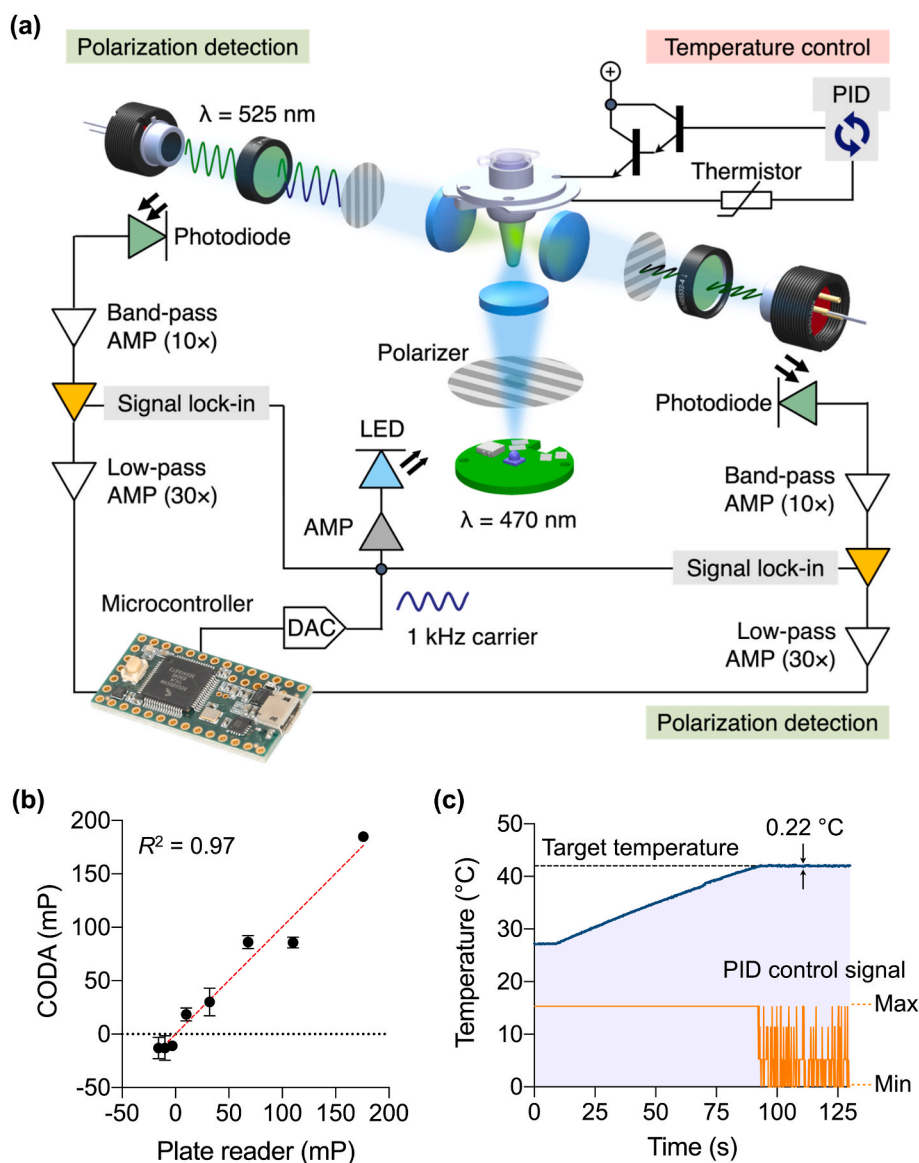 (a)
Polarization detection
Temperature control
λ = 525 nm
PID
Thermistor
Photodiode
Band-pass
AMP (10×)
Polarizer
Signal lock-in
LED
Photodiode
Low-pass
AMP (30×)
AMP
λ = 470 nm
Band-pass
AMP (10×)
Signal lock-in
Microcontroller
DAC
1 kHz carrier
Low-pass
AMP (30×)
Polarization detection
(b)
R² = 0.97
CODA (mP)
200
150
100
50
0
-50
-50 0 50 100 150 200
Plate reader (mP)
(c)
0.22 °C
Target temperature
PID control signal
Max
Min
Temperature (°C)
50
40
30
20
10
0
0 25 50 75 100 125
Time (s)